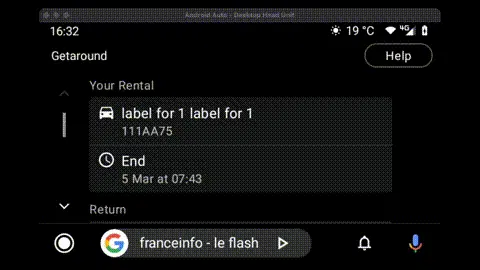 Android Auto - Desktop Head Unit
16:32
19 °C
4G
Getaround
Help
Your Rental
label for 1 label for 1
111AA75
End
5 Mar at 07:43
Return
G
franceinfo - le flash